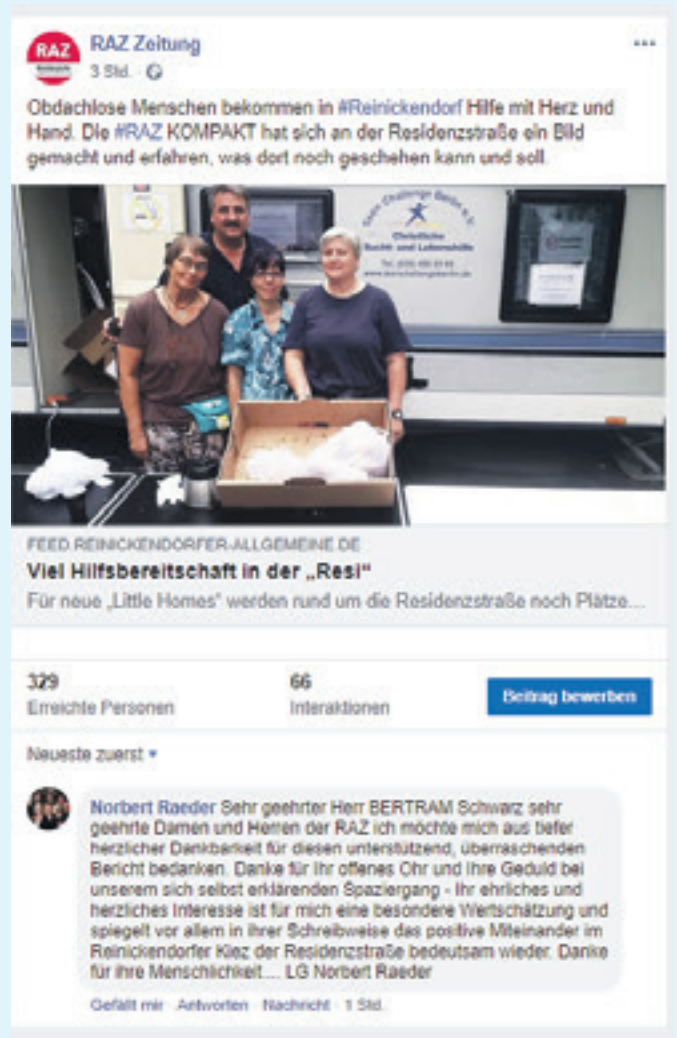 RAZ
RAZ Zeitung
3 Std.
Obdachlose Menschen bekommen in #Reinickendorf Hilfe mit Herz und
Hand. Die #RAZ KOMPAKT hat sich an der Residenzstraße ein Bild
gemacht und erfahren, was dort noch geschehen kann und soll.
Teen Challenge Berlin e.V.
Christliche
Sucht- und Lebenshilfe
www.teenchallengeberlin.de
FEED.REINICKENDORFER-ALLGEMEINE.DE
Viel Hilfsbereitschaft in der „Resi“
Für neue „Little Homes“ werden rund um die Residenzstraße noch Plätze...
329
Erreichte Personen
66
Interaktionen
Beitrag bewerben
Neueste zuerst
Norbert Raeder Sehr geehrter Herr BERTRAM Schwarz sehr
geehrte Damen und Herren der RAZ ich möchte mich aus tiefer
herzlicher Dankbarkeit für diesen unterstützend, überraschenden
Bericht bedanken. Danke für Ihr offenes Ohr und Ihre Geduld bei
unserem sich selbst erklärenden Spaziergang - Ihr ehrliches und
herzliches Interesse ist für mich eine besondere Wertschätzung und
spiegelt vor allem in ihrer Schreibweise das positive Miteinander im
Reinickendorfer Kiez der Residenzstraße bedeutsam wieder. Danke
für ihre Menschlichkeit.... LG Norbert Raeder
Gefällt mir · Antworten · Nachricht · 1 Std.